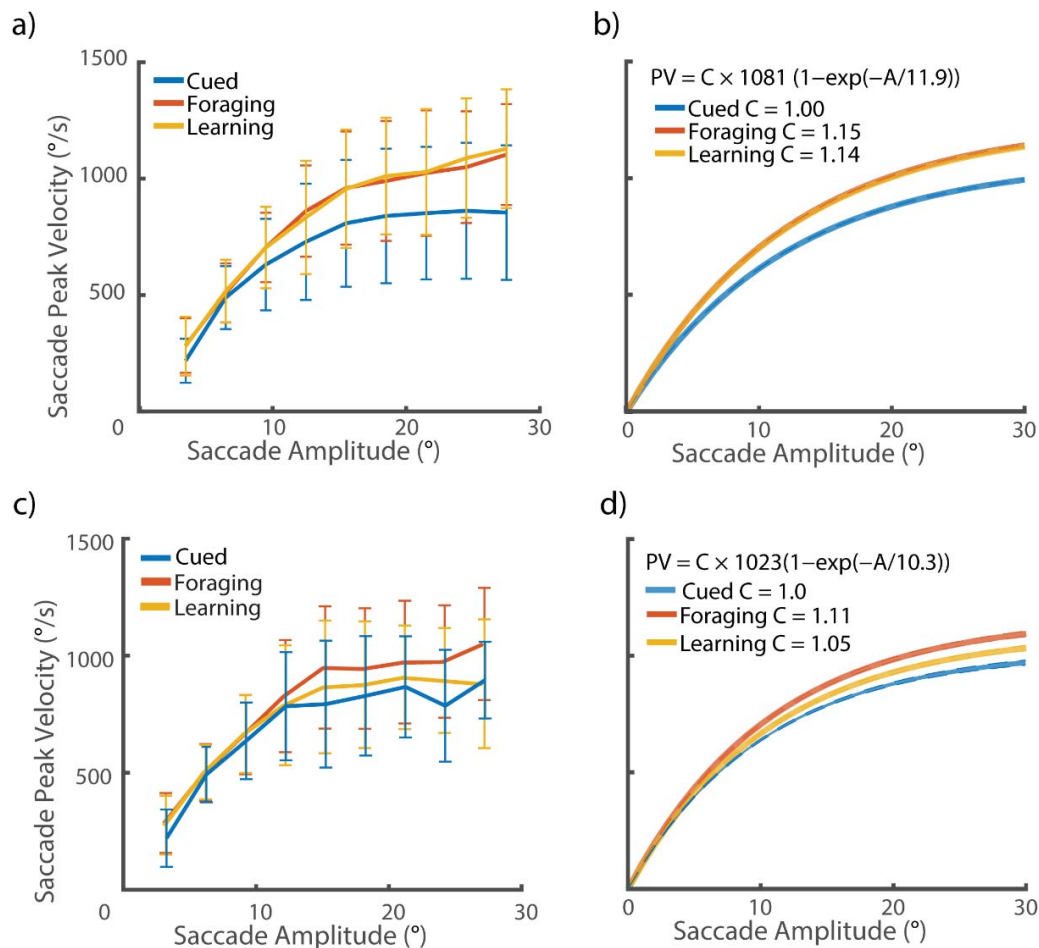 a)
1500
1000
500
0
10
20
30
Saccade Peak Velocity (°/s)
Saccade Amplitude (°)
Cued
Foraging
Learning
b)
PV = C × 1081 (1−exp(−A/11.9))
Cued C = 1.00
Foraging C = 1.15
Learning C = 1.14
0
10
20
30
Saccade Amplitude (°)
c)
1500
1000
500
0
10
20
30
Saccade Peak Velocity (°/s)
Saccade Amplitude (°)
Cued
Foraging
Learning
d)
PV = C × 1023(1−exp(−A/10.3))
Cued C = 1.0
Foraging C = 1.11
Learning C = 1.05
0
10
20
30
Saccade Amplitude (°)